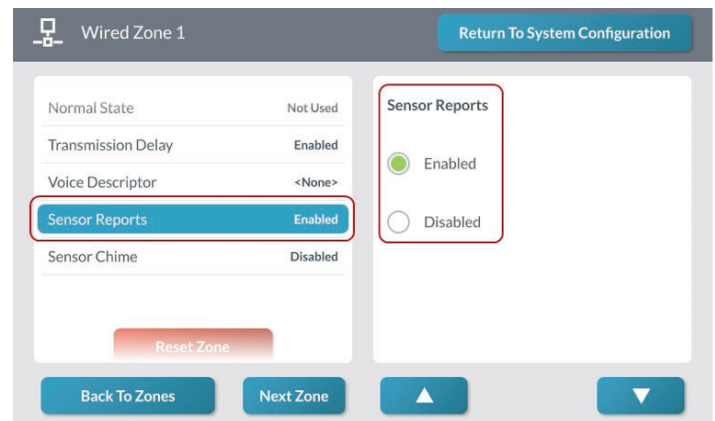 Wired Zone 1
Return To System Configuration
Normal State Not Used
Transmission Delay Enabled
Voice Descriptor <None>
Sensor Reports Enabled
Sensor Chime Disabled
Reset Zone
Sensor Reports
Enabled
Disabled
Back To Zones
Next Zone